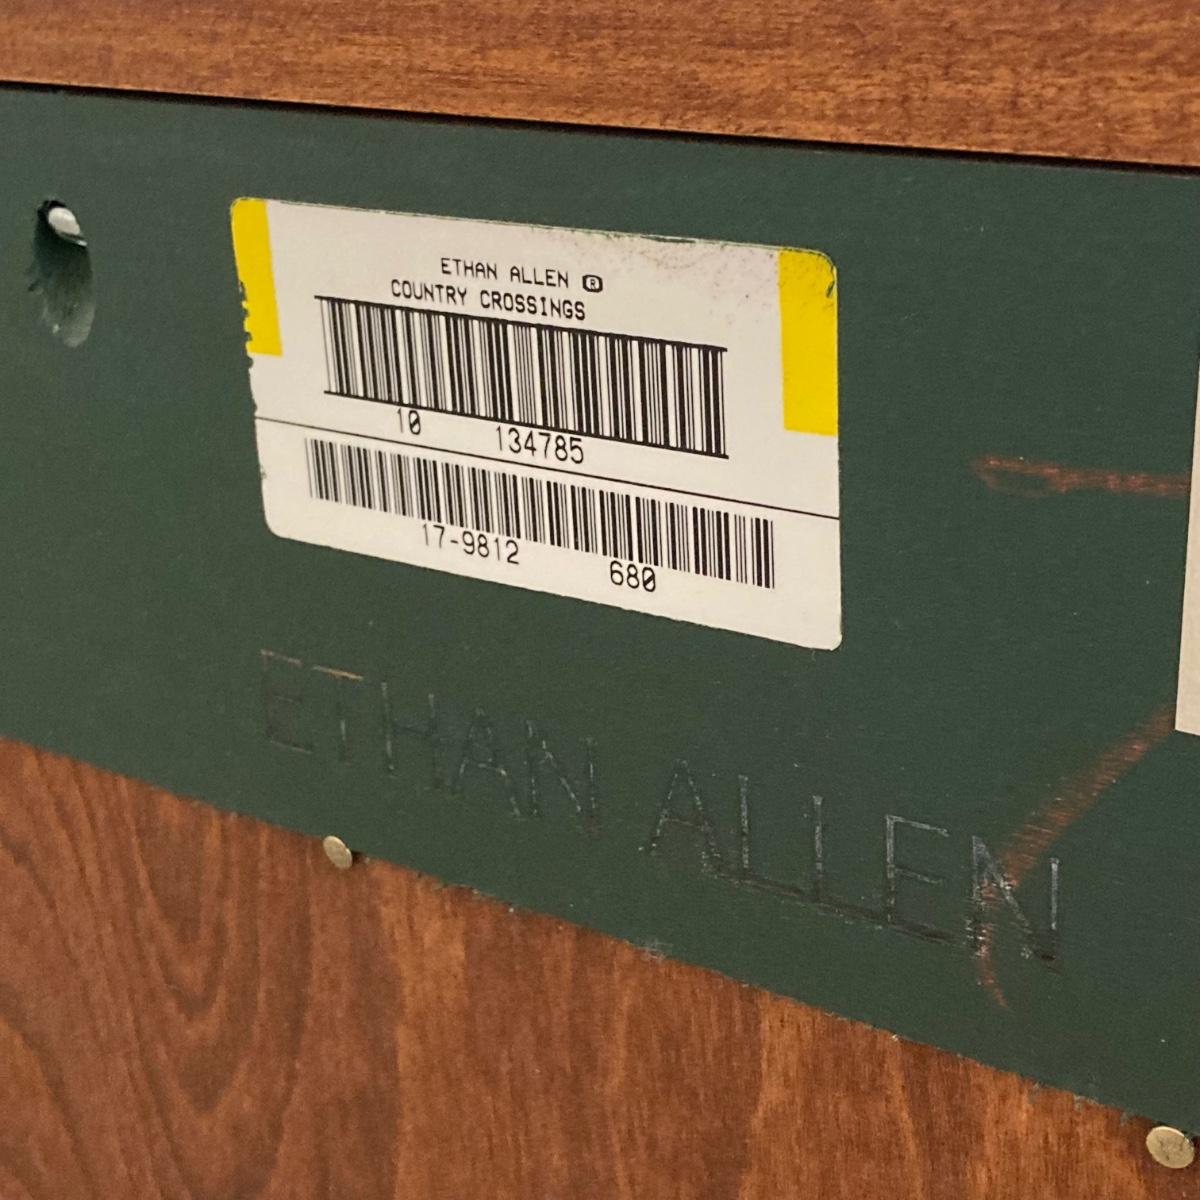 ETHAN ALLEN ®
COUNTRY CROSSINGS
10 134785
17-9812 680
ETHAN ALLEN